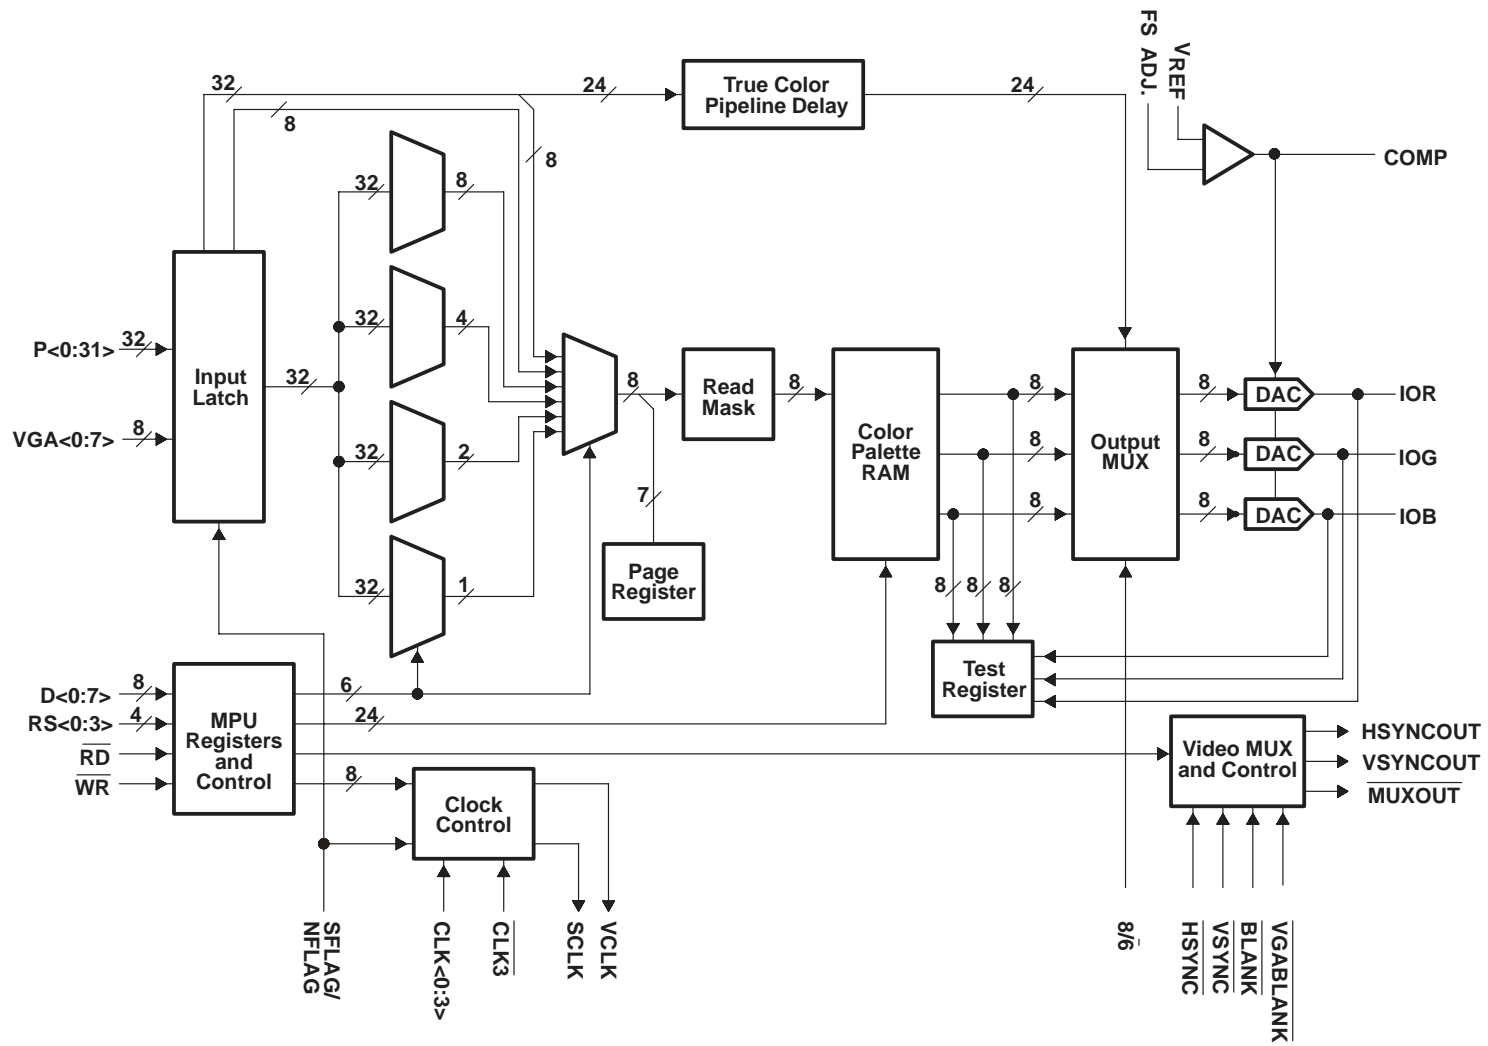 FS ADJ.
VREF
32
24
True Color
Pipeline Delay
24
8
8
COMP
32
8
P<0:31>
32
VGA<0:7>
8
Input
Latch
32
32
4
32
2
32
1
8
7
Page
Register
Read
Mask
8
Color
Palette
RAM
8
8
8
8
8
8
Output
MUX
8
8
8
DAC
DAC
DAC
IOR
IOG
IOB
Test
Register
D<0:7>
8
RS<0:3>
4
RD
WR
MPU
Registers
and
Control
6
24
8
Clock
Control
Video MUX
and Control
HSYNCOUT
VSYNCOUT
MUXOUT
SFLAG/
NFLAG
CLK<0:3>
CLK3
SCLK
VCLK
8/6
HSYNC
VSYNC
BLANK
VGABLANK